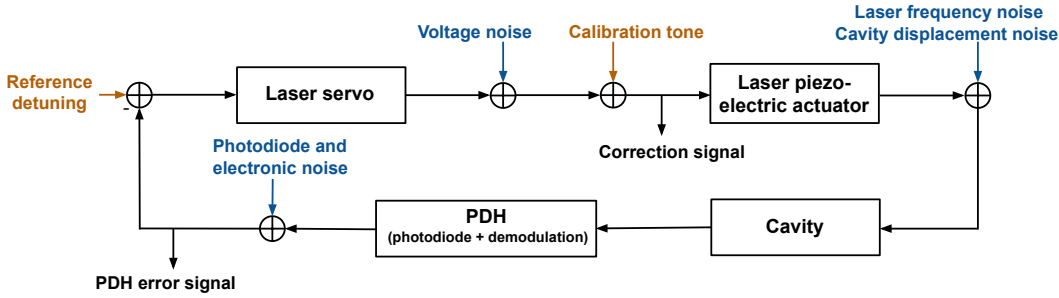 Laser frequency noise
Cavity displacement noise
Voltage noise
Calibration tone
Reference
detuning
-
Laser servo
Laser piezo-
electric actuator
Photodiode and
electronic noise
Correction signal
PDH
(photodiode + demodulation)
Cavity
PDH error signal